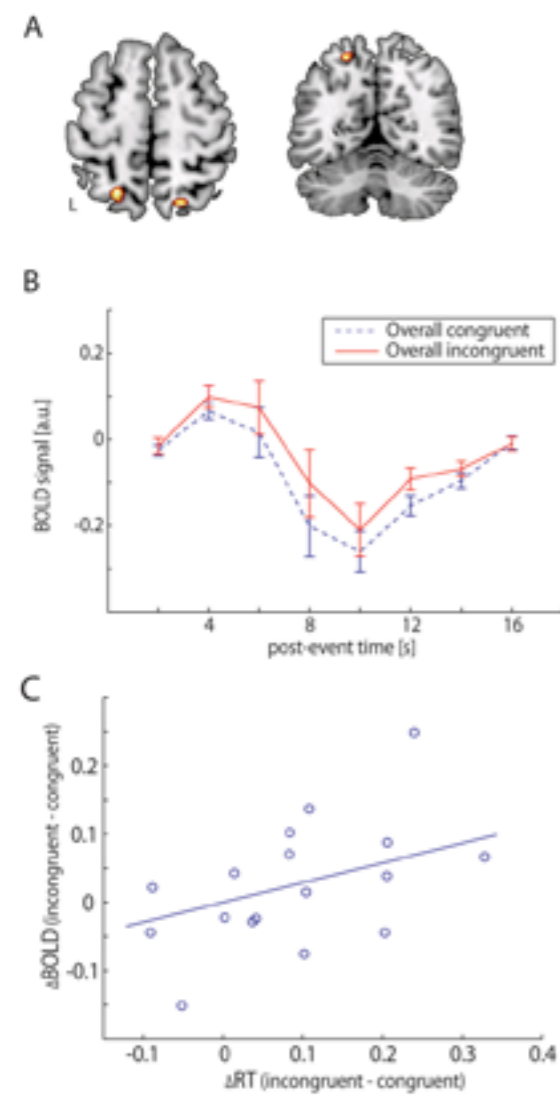 A
L
B
Overall congruent
Overall incongruent
0.2
0
-0.2
BOLD signal [a.u.]
4
8
12
16
post-event time [s]
C
0.2
0.1
0
-0.1
ΔBOLD (incongruent - congruent)
-0.1
0
0.1
0.2
0.3
0.4
ΔRT (incongruent - congruent)